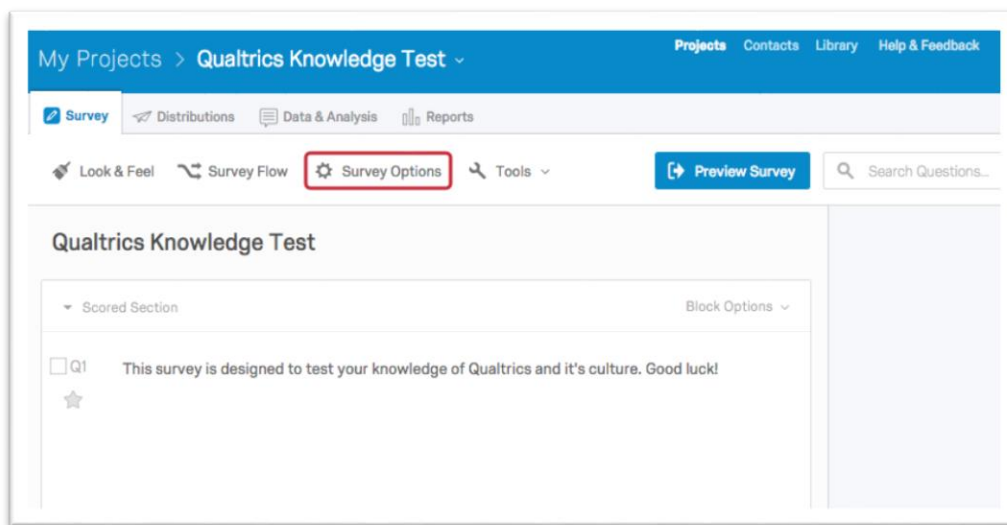 My Projects > Qualtrics Knowledge Test
Projects Contacts Library Help & Feedback
Survey Distributions Data & Analysis Reports
Look & Feel Survey Flow Survey Options Tools
Preview Survey Search Questions...
Qualtrics Knowledge Test
Scored Section Block Options
Q1 This survey is designed to test your knowledge of Qualtrics and it's culture. Good luck!